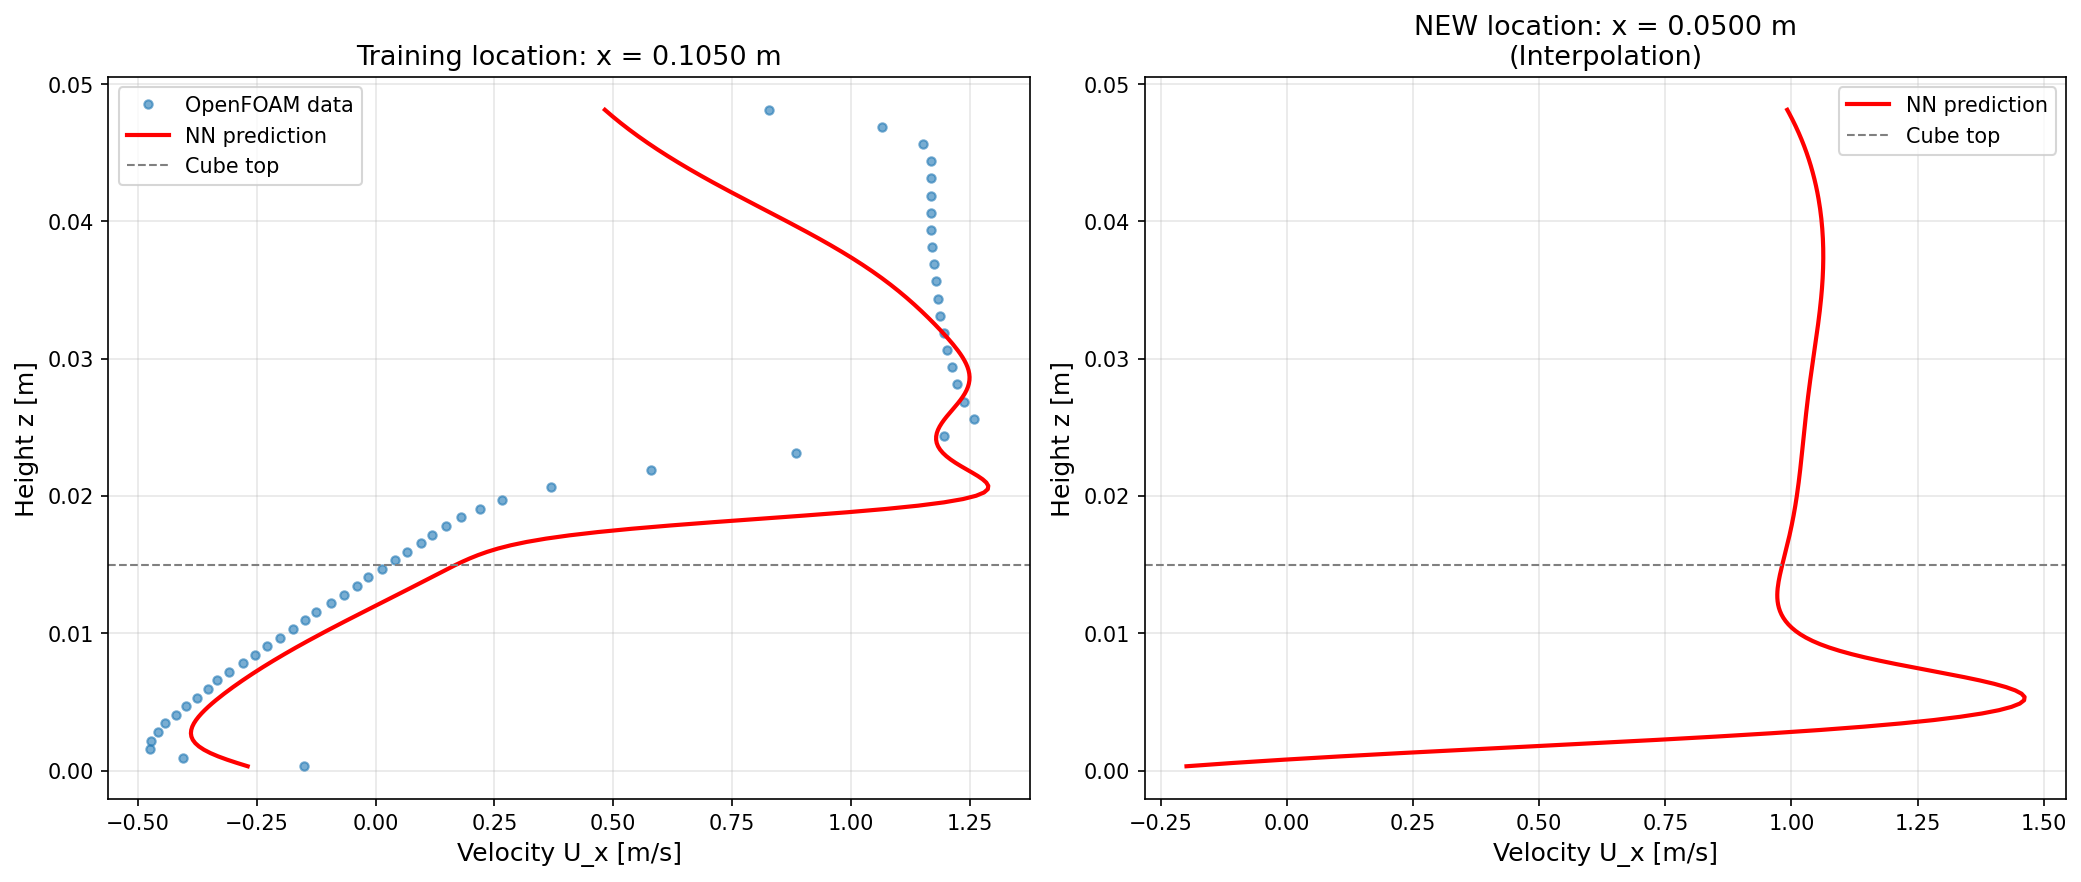 Training location: x = 0.1050 m
OpenFOAM data
NN prediction
Cube top
Height z [m]
0.05
0.04
0.03
0.02
0.01
0.00
−0.50 −0.25 0.00 0.25 0.50 0.75 1.00 1.25
Velocity U_x [m/s]
NEW location: x = 0.0500 m
(Interpolation)
NN prediction
Cube top
Height z [m]
0.05
0.04
0.03
0.02
0.01
0.00
−0.25 0.00 0.25 0.50 0.75 1.00 1.25 1.50
Velocity U_x [m/s]